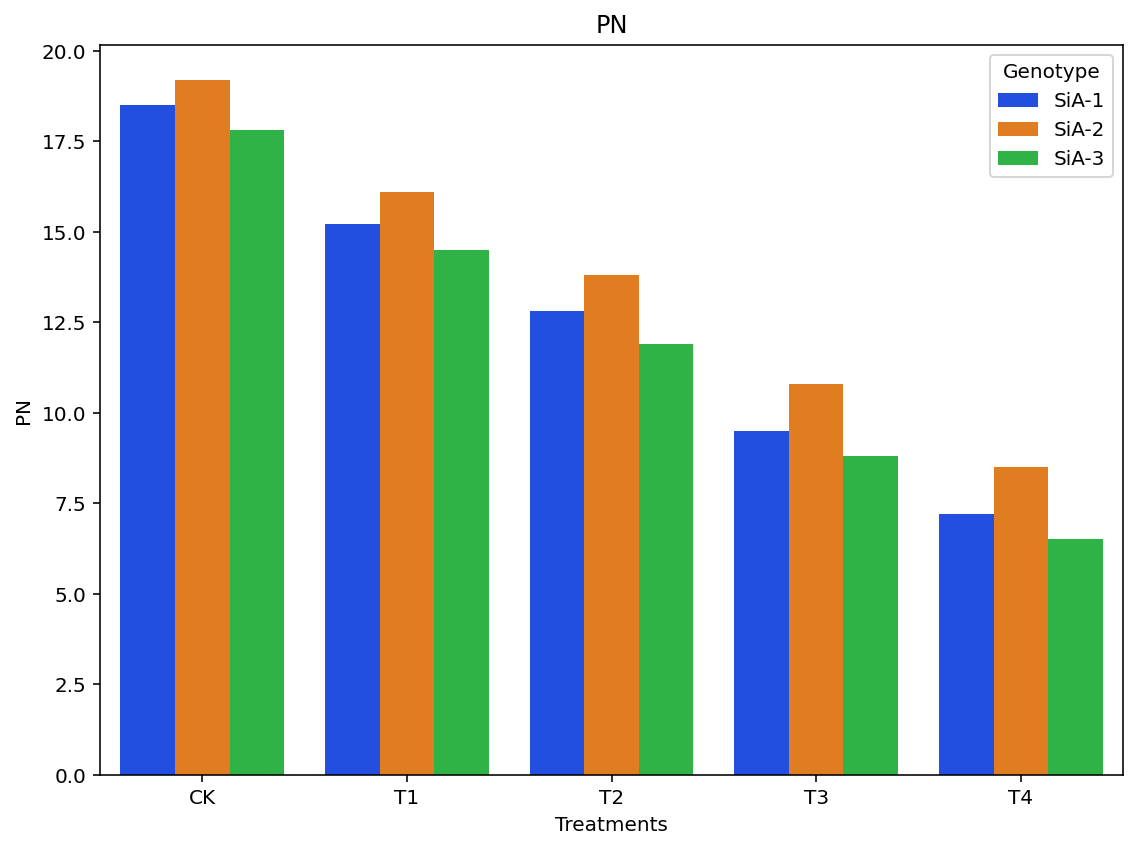 PN
Genotype
SiA-1
SiA-2
SiA-3
PN
20.0
17.5
15.0
12.5
10.0
7.5
5.0
2.5
0.0
CK T1 T2 T3 T4
Treatments